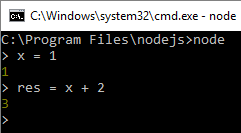 C:\Windows\system32\cmd.exe - node
C:\Program Files\nodejs>node
> x = 1
1
> res = x + 2
3
>